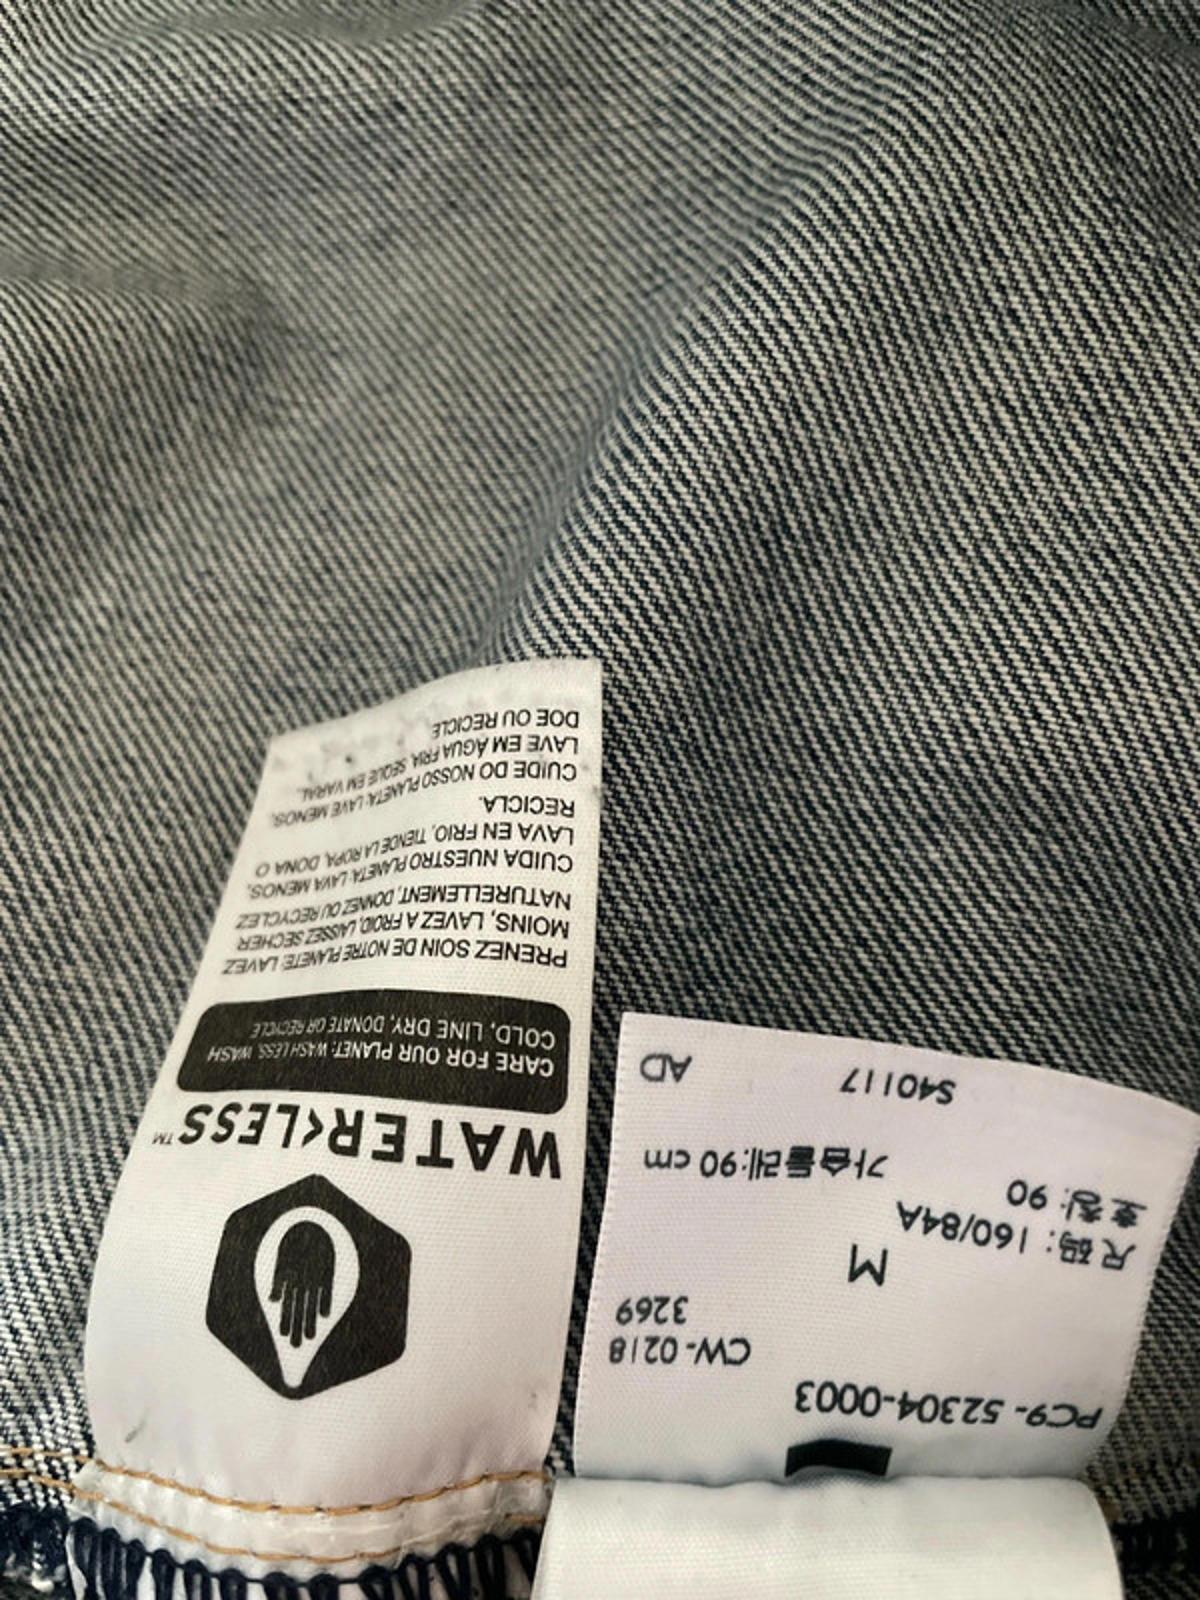 WATER<LESS™
CARE FOR OUR PLANET: WASH LESS, WASH
COLD, LINE DRY, DONATE OR RECYCLE
PRENEZ SOIN DE NOTRE PLANETE: LAVEZ
MOINS, LAVEZ A FROID, LAISSEZ SECHER
NATURELLEMENT, DONNEZ OU RECYCLEZ
CUIDA NUESTRO PLANETA: LAVA MENOS,
LAVA EN FRIO, TIENDE LA ROPA, DONA O
RECICLA.
CUIDE DO NOSSO PLANETA: LAVE MENOS,
LAVE EM ÁGUA FRIA, SEQUE EM VARAL,
DOE OU RECICLE
PC9-52304-0003
CW-0218
3269
M
尺码: 160/84A
호칭: 90
가슴둘레:90 cm
S40117
AD